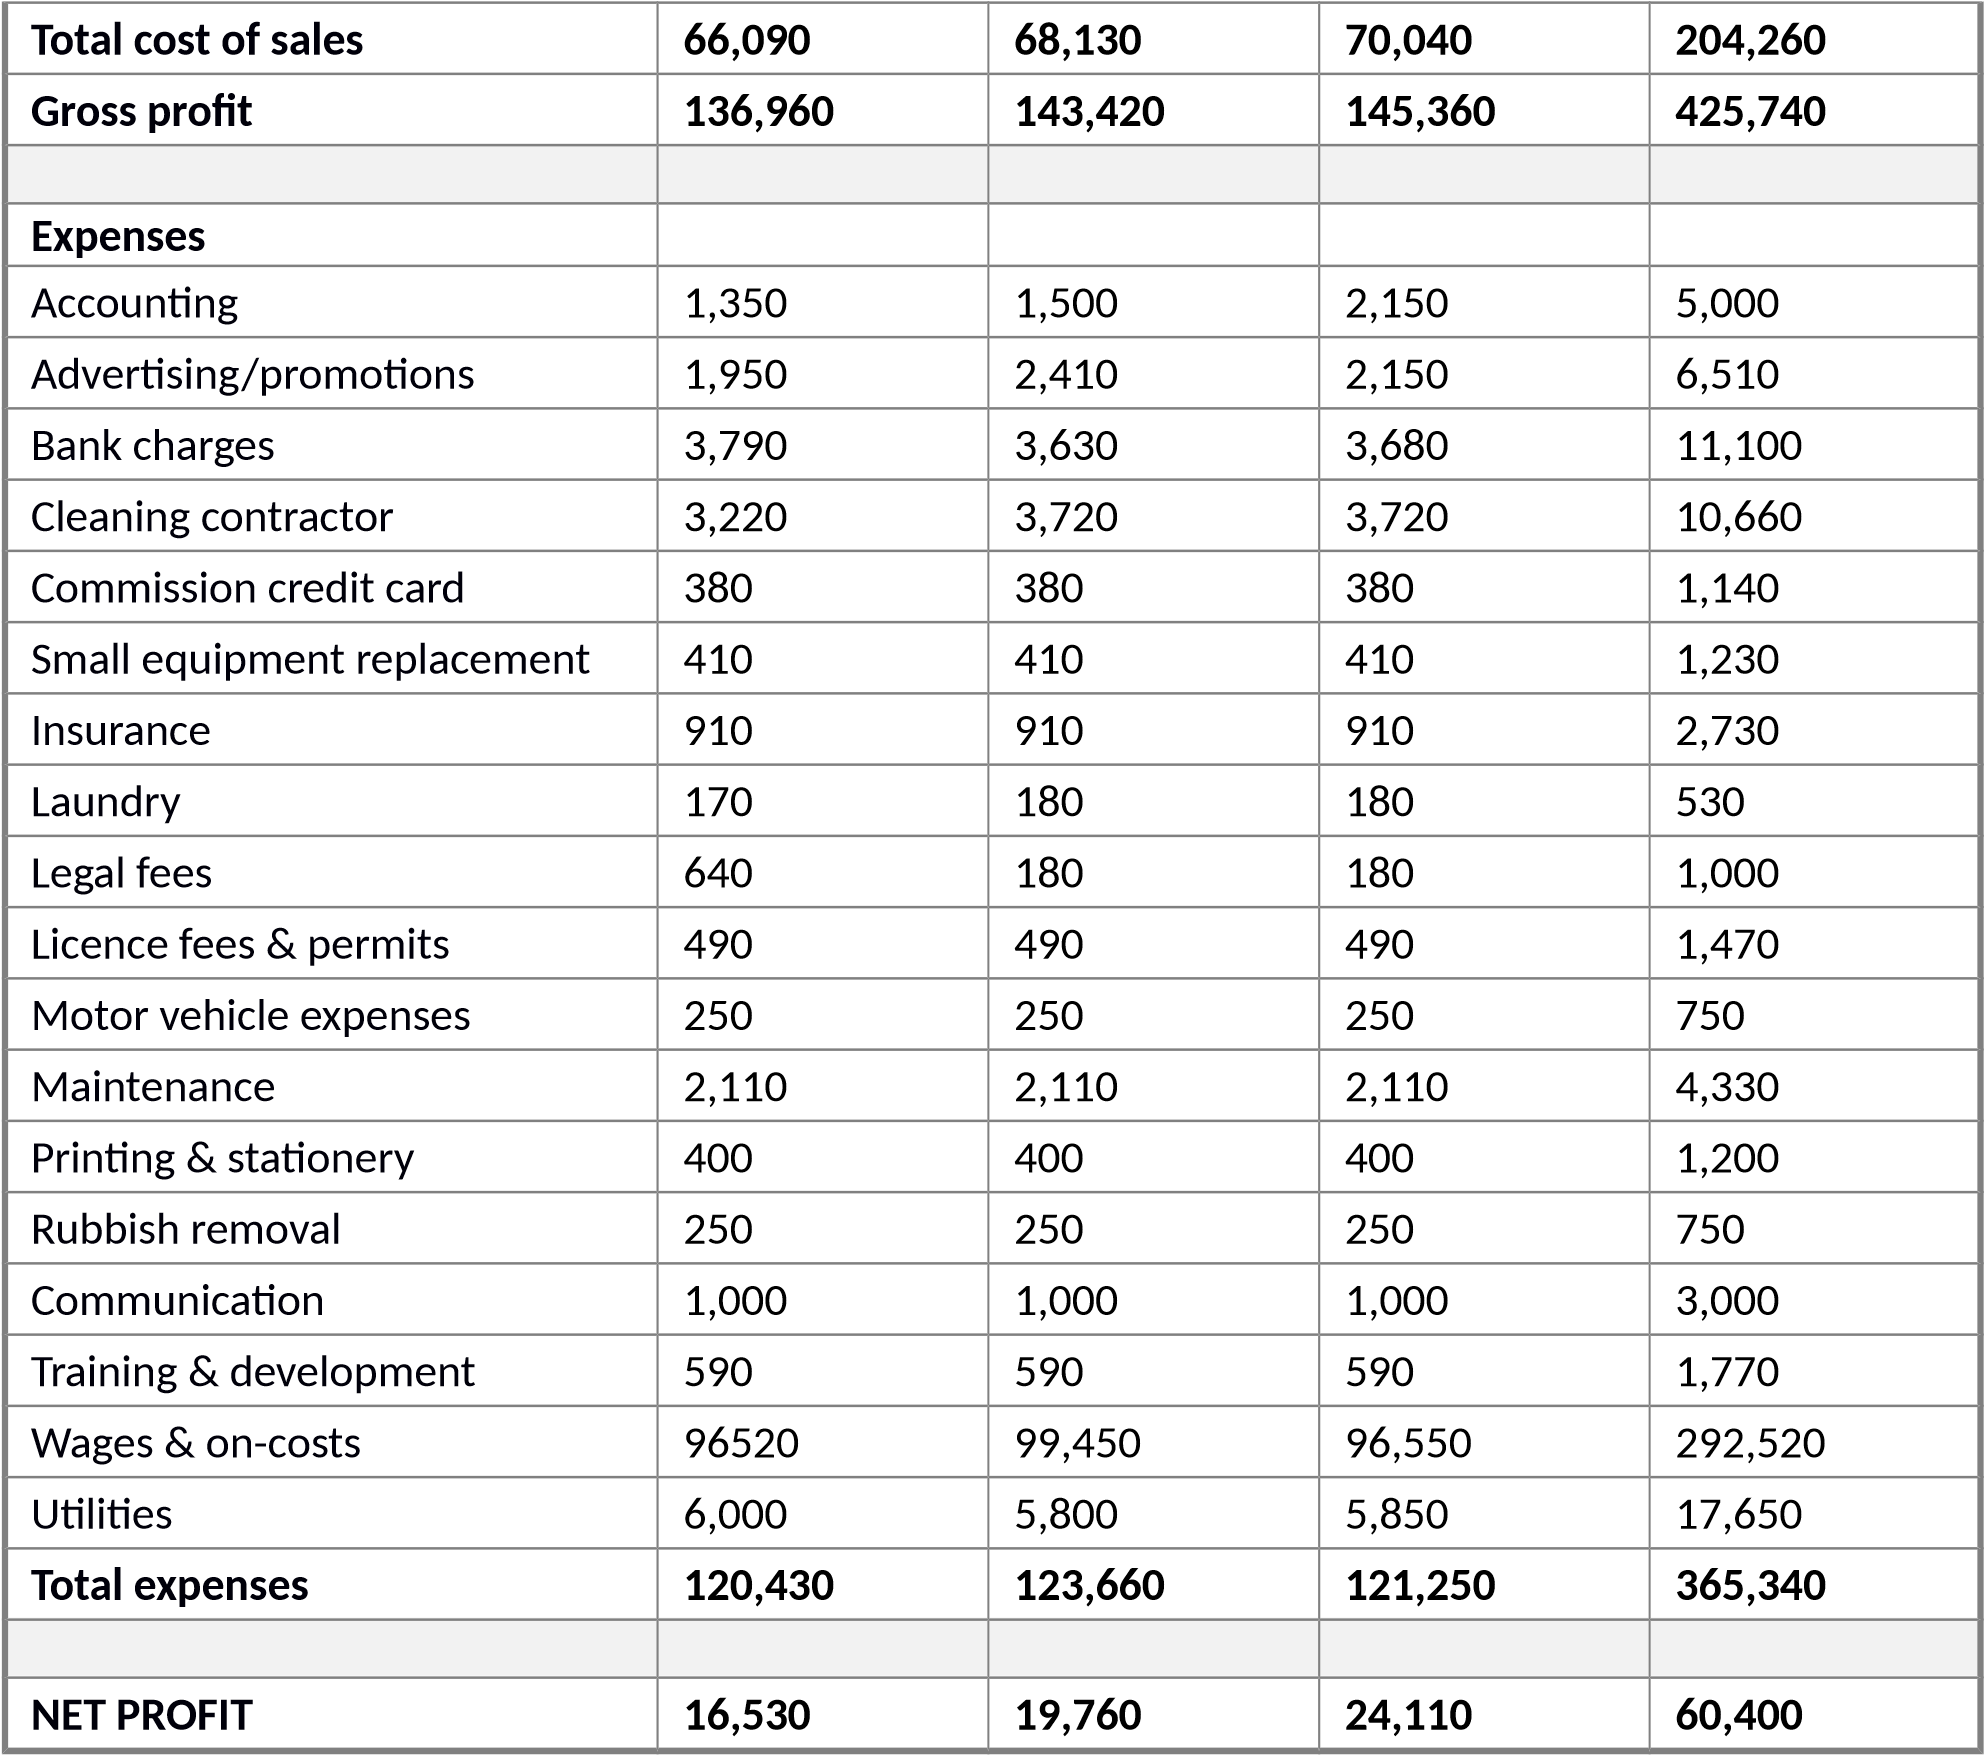 Total cost of sales 66,090 68,130 70,040 204,260
Gross profit 136,960 143,420 145,360 425,740
Expenses
Accounting 1,350 1,500 2,150 5,000
Advertising/promotions 1,950 2,410 2,150 6,510
Bank charges 3,790 3,630 3,680 11,100
Cleaning contractor 3,220 3,720 3,720 10,660
Commission credit card 380 380 380 1,140
Small equipment replacement 410 410 410 1,230
Insurance 910 910 910 2,730
Laundry 170 180 180 530
Legal fees 640 180 180 1,000
Licence fees & permits 490 490 490 1,470
Motor vehicle expenses 250 250 250 750
Maintenance 2,110 2,110 2,110 4,330
Printing & stationery 400 400 400 1,200
Rubbish removal 250 250 250 750
Communication 1,000 1,000 1,000 3,000
Training & development 590 590 590 1,770
Wages & on-costs 96520 99,450 96,550 292,520
Utilities 6,000 5,800 5,850 17,650
Total expenses 120,430 123,660 121,250 365,340
NET PROFIT 16,530 19,760 24,110 60,400